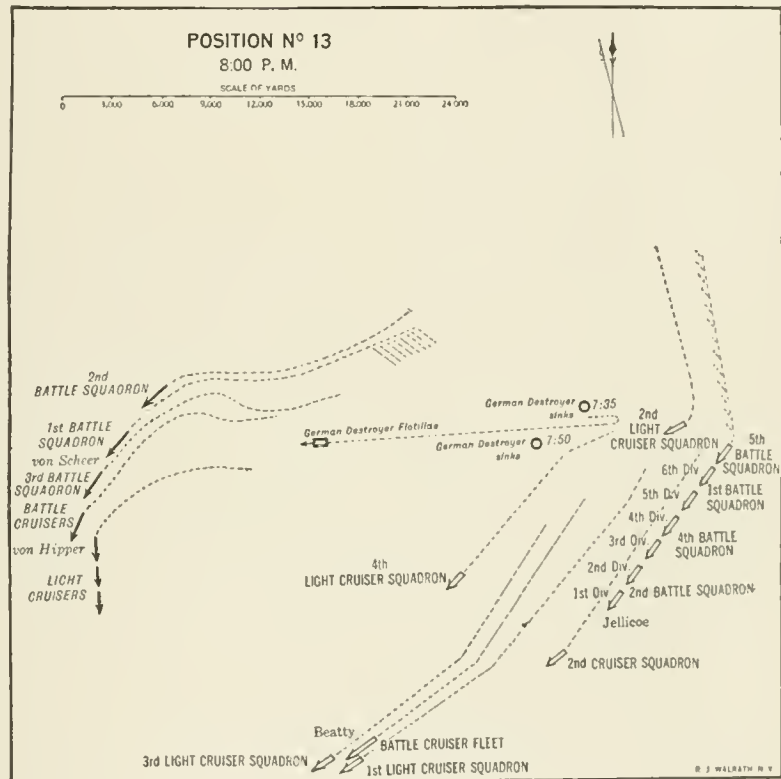 POSITION Nº 13
8:00 P. M.
SCALE OF YARDS
0 3,000 6,000 9,000 12,000 15,000 18,000 21,000 24,000
2nd
BATTLE SQUADRON
1st BATTLE
SQUADRON
von Scheer
3rd BATTLE
SQUADRON
BATTLE
CRUISERS
von Hipper
LIGHT
CRUISERS
German Destroyer
sinks
7:35
German Destroyer Flotillas
German Destroyer
sinks
7:50
2nd
LIGHT
CRUISER SQUADRON
5th
BATTLE
SQUADRON
6th Div.
5th Div.
1st BATTLE
SQUADRON
4th Div.
3rd Div.
4th BATTLE
SQUADRON
2nd Div.
1st Div.
2nd BATTLE SQUADRON
Jellicoe
4th
LIGHT CRUISER SQUADRON
2nd CRUISER SQUADRON
Beatty
BATTLE CRUISER FLEET
3rd LIGHT CRUISER SQUADRON
1st LIGHT CRUISER SQUADRON
R J WALRATH N Y